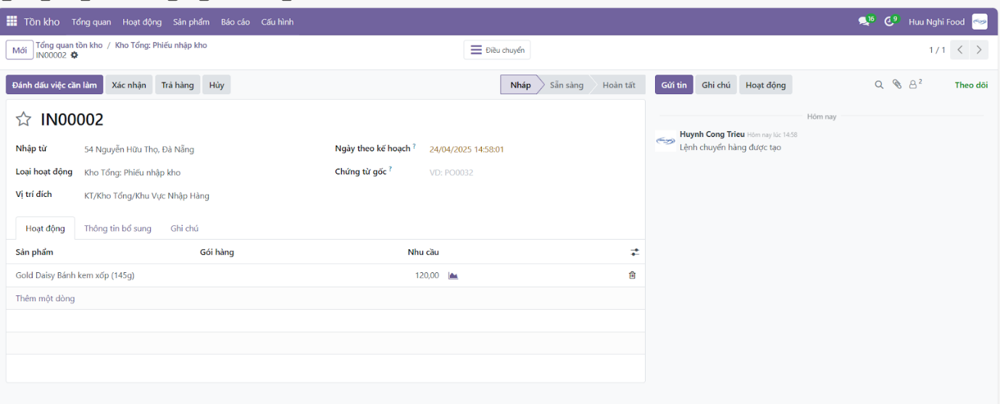 Tồn kho Tổng quan Hoạt động Sản phẩm Báo cáo Cấu hình 16 9 Huu Nghi Food
Mới Tổng quan tồn kho / Kho Tổng: Phiếu nhập kho
IN00002
Điều chuyển
1 / 1
Đánh dấu việc cần làm Xác nhận Trả hàng Hủy Nháp Sẵn sàng Hoàn tất
Gửi tin Ghi chú Hoạt động 2 Theo dõi
IN00002
Nhập từ 54 Nguyễn Hữu Thọ, Đà Nẵng Ngày theo kế hoạch ? 24/04/2025 14:58:01
Loại hoạt động Kho Tổng: Phiếu nhập kho Chứng từ gốc ? VD: PO0032
Vị trí đích KT/Kho Tổng/Khu Vực Nhập Hàng
Hoạt động Thông tin bổ sung Ghi chú
Sản phẩm Gói hàng Nhu cầu
Gold Daisy Bánh kem xốp (145g) 120,00
Thêm một dòng
Hôm nay
Huynh Cong Trieu Hôm nay lúc 14:58
Lệnh chuyển hàng được tạo